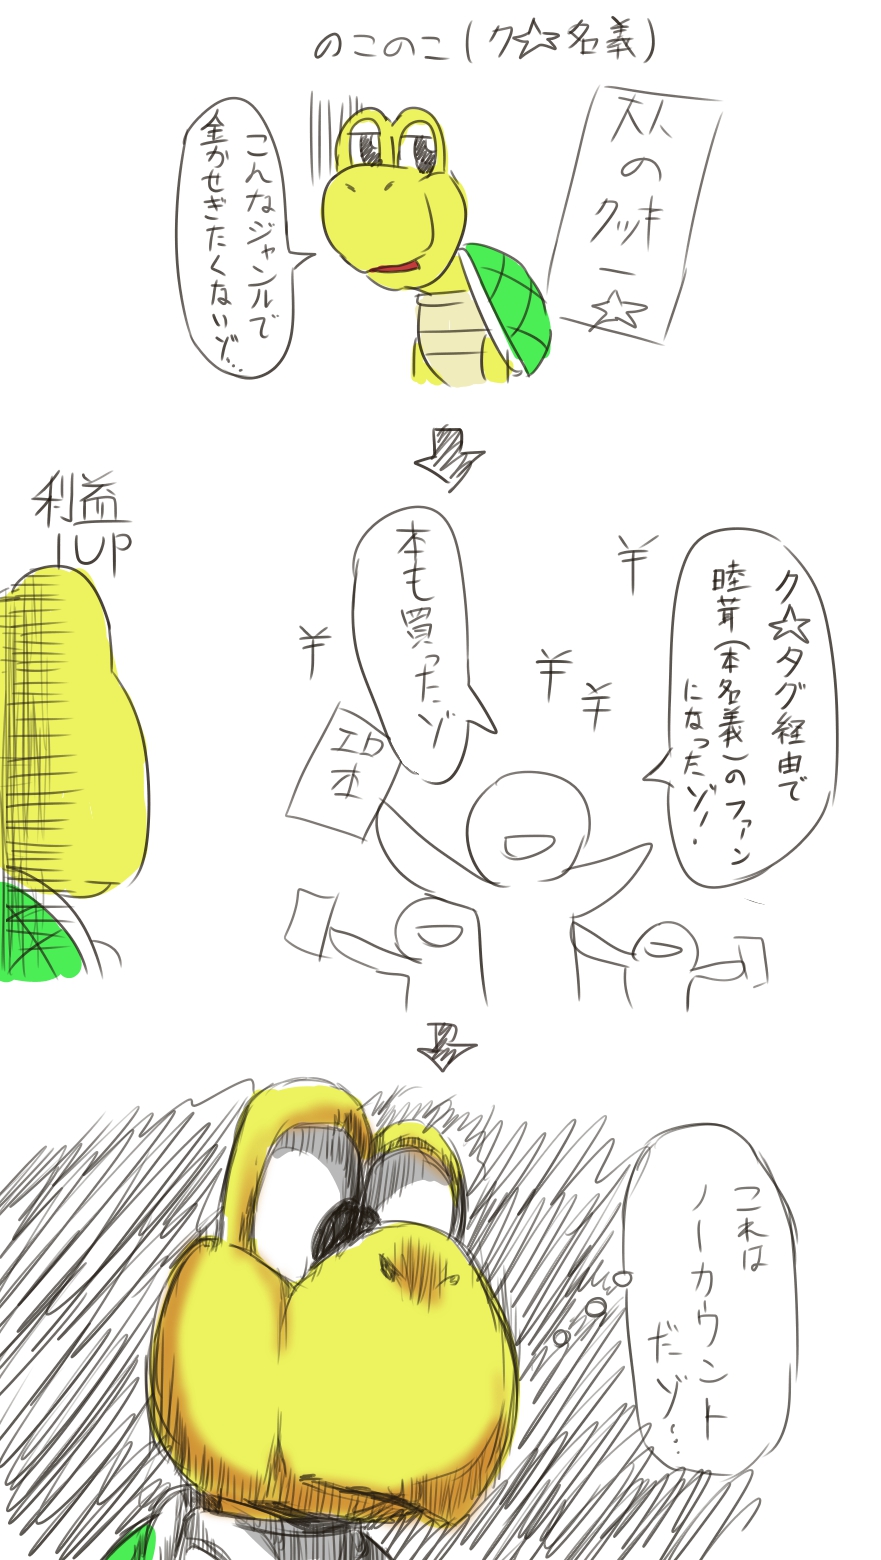 のこのこ(ク☆名義)
大人
の
クッキ
ー
☆
こんなジャンルで
金かせぎたくないゾ…
利益
1UP
ク☆タグ経由で
睦茸(本名義)のファン
になったゾ!
本も買ったゾ
エロ
本
¥
¥
¥
¥
これは
ノーカウント
だゾ…